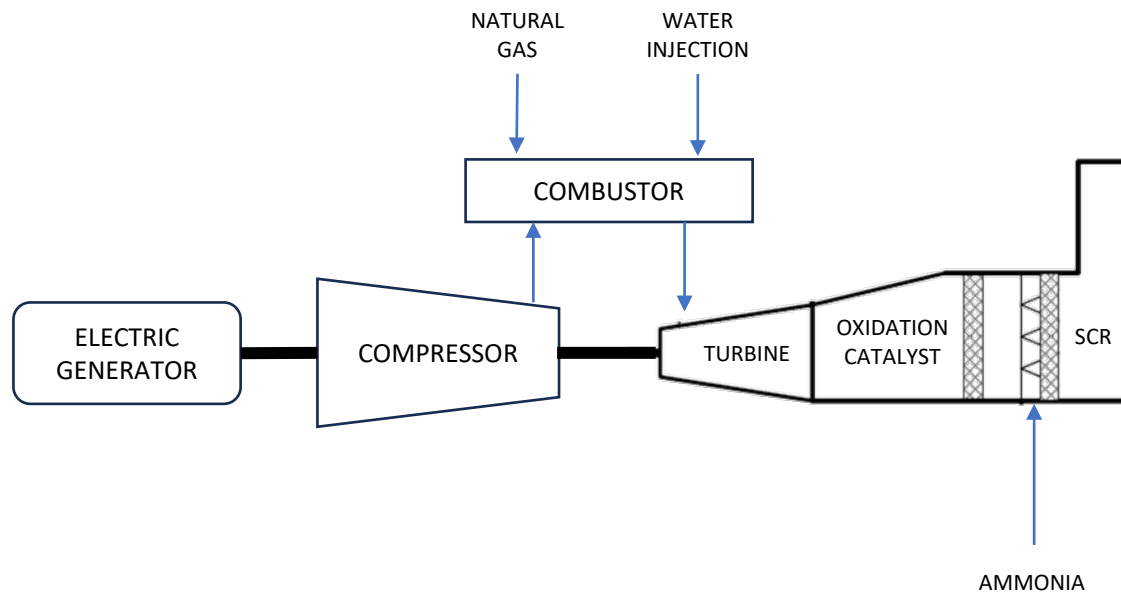 NATURAL
GAS
WATER
INJECTION
COMBUSTOR
ELECTRIC
GENERATOR
COMPRESSOR
TURBINE
OXIDATION
CATALYST
SCR
AMMONIA